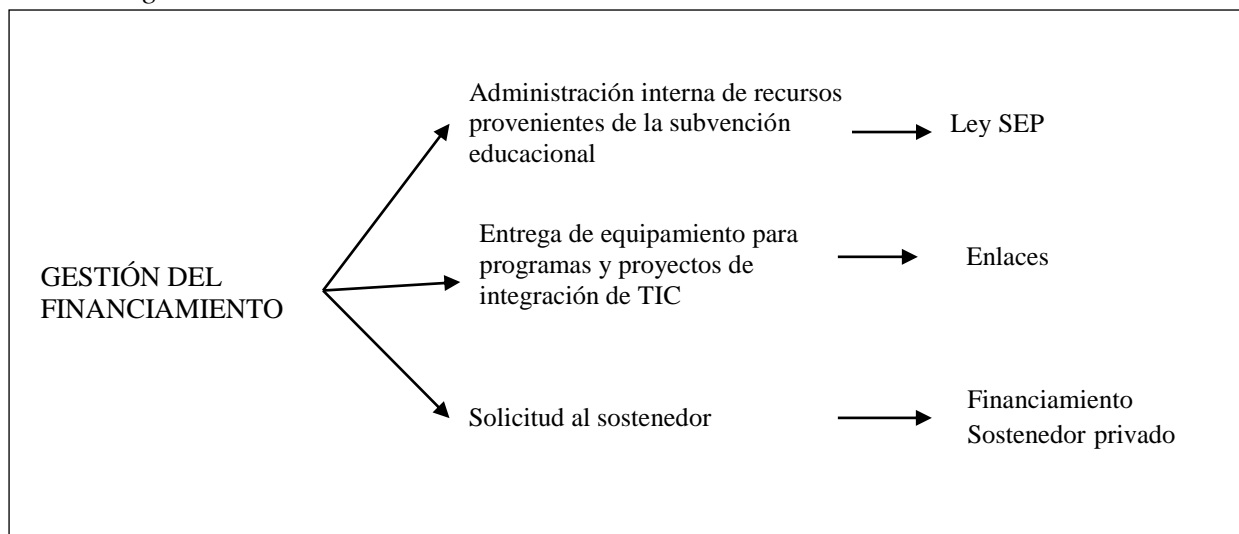 Administración interna de recursos
provenientes de la subvención
educacional
Ley SEP
Entrega de equipamiento para
programas y proyectos de
integración de TIC
Enlaces
GESTIÓN DEL
FINANCIAMIENTO
Solicitud al sostenedor
Financiamiento
Sostenedor privado